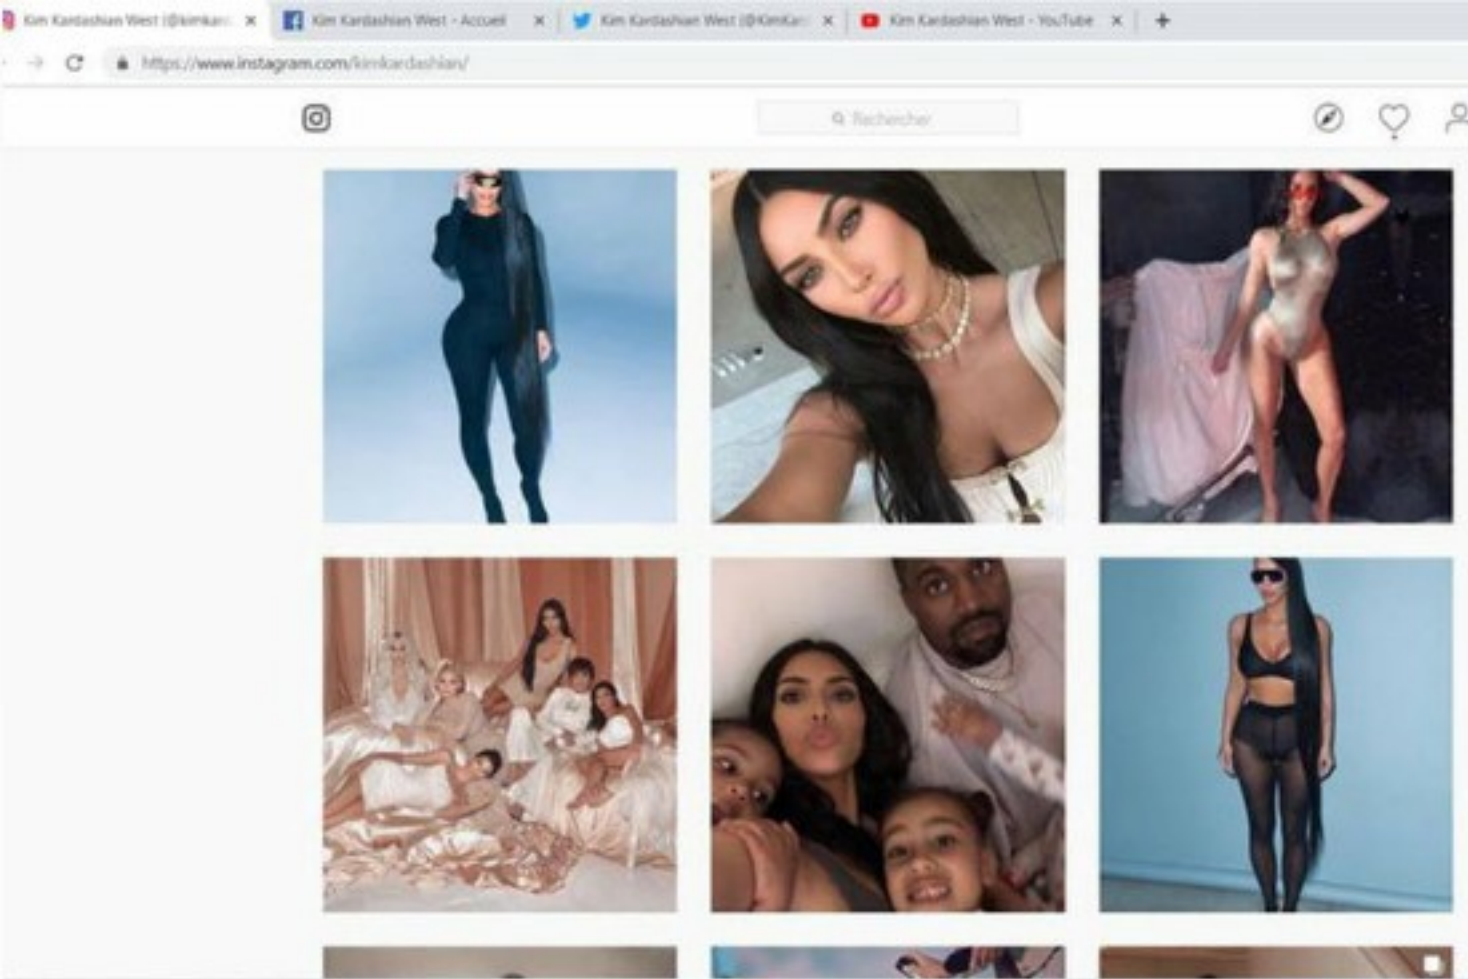 Kim Kardashian West (@kimkar
Kim Kardashian West - Accueil
Kim Kardashian West (@KimKar
Kim Kardashian West - YouTube
https://www.instagram.com/kimkardashian/
Rechercher